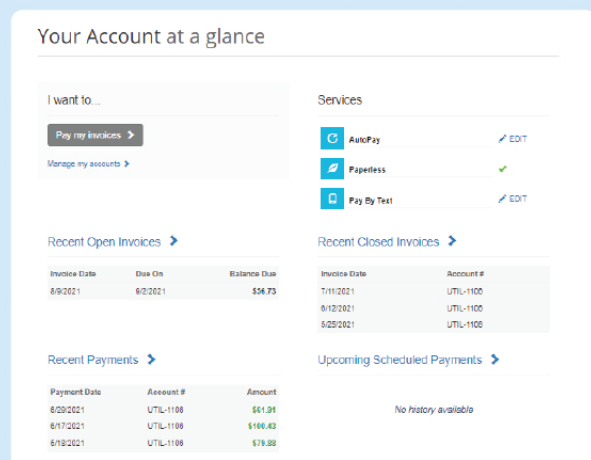 Your Account at a glance
I want to...
Pay my invoices
Manage my accounts
Services
AutoPay
EDIT
Paperless
Pay By Text
EDIT
Recent Open Invoices
Invoice Date Due On Balance Due
8/9/2021 9/2/2021 $56.73
Recent Closed Invoices
Invoice Date Account #
7/11/2021 UTIL-1106
6/12/2021 UTIL-1106
5/25/2021 UTIL-1106
Recent Payments
Payment Date Account # Amount
6/29/2021 UTIL-1106 $61.91
6/17/2021 UTIL-1106 $100.43
6/18/2021 UTIL-1106 $79.88
Upcoming Scheduled Payments
No history available